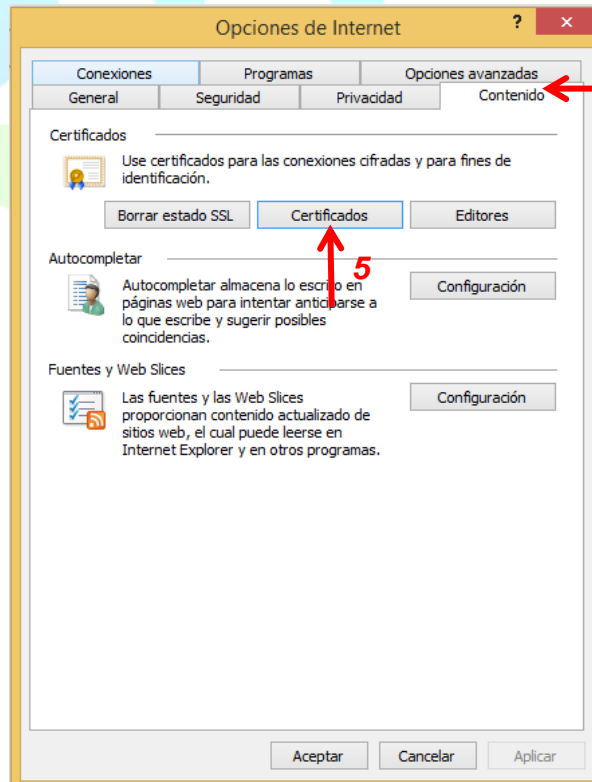 Opciones de Internet
?
×
Conexiones
Programas
Opciones avanzadas
General
Seguridad
Privacidad
Contenido
Certificados
Use certificados para las conexiones cifradas y para fines de
identificación.
Borrar estado SSL
Certificados
Editores
5
Autocompletar
Autocompletar almacena lo escrito en
páginas web para intentar anticiparse a
lo que escribe y sugerir posibles
coincidencias.
Configuración
Fuentes y Web Slices
Las fuentes y las Web Slices
proporcionan contenido actualizado de
sitios web, el cual puede leerse en
Internet Explorer y en otros programas.
Configuración
Aceptar
Cancelar
Aplicar